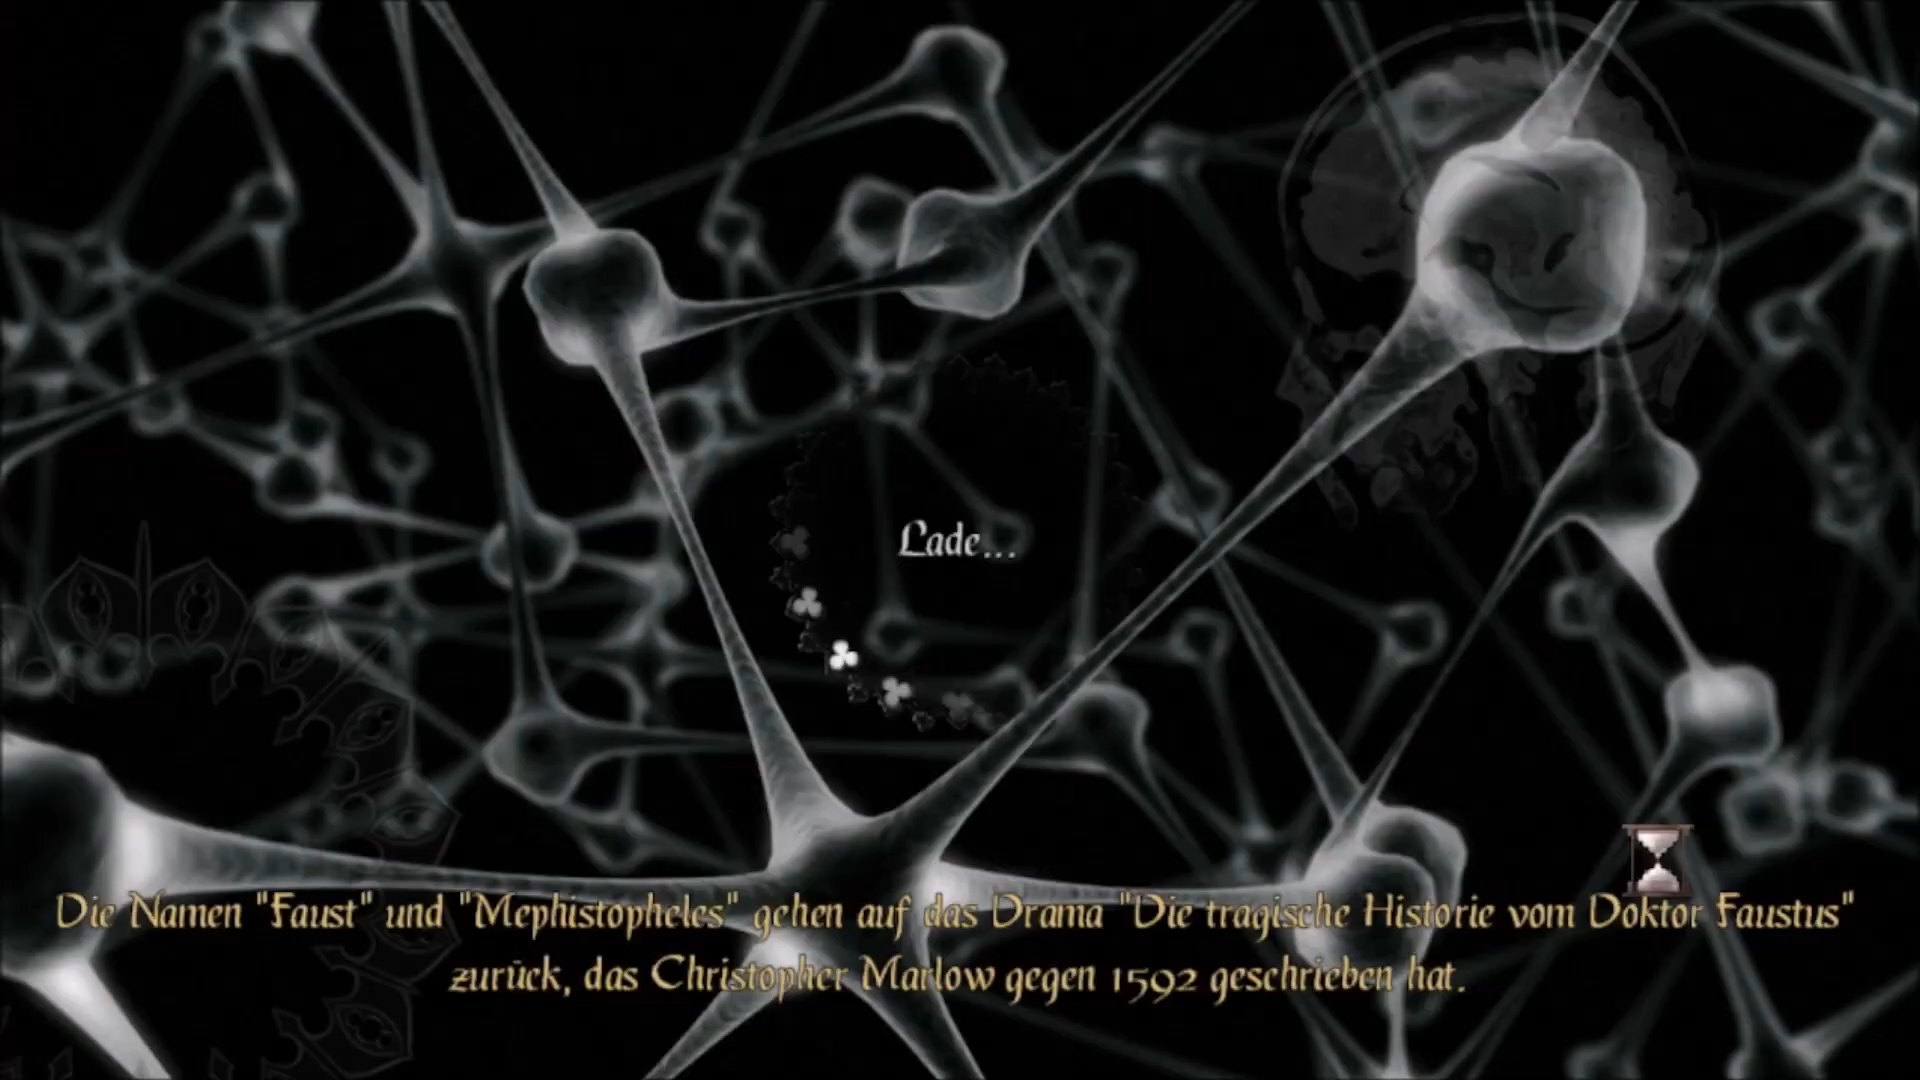 Lade...
Die Namen "Faust" und "Mephistopheles" gehen auf das Drama "Die tragische Historie vom Doktor Faustus"
zurück, das Christopher Marlow gegen 1592 geschrieben hat.